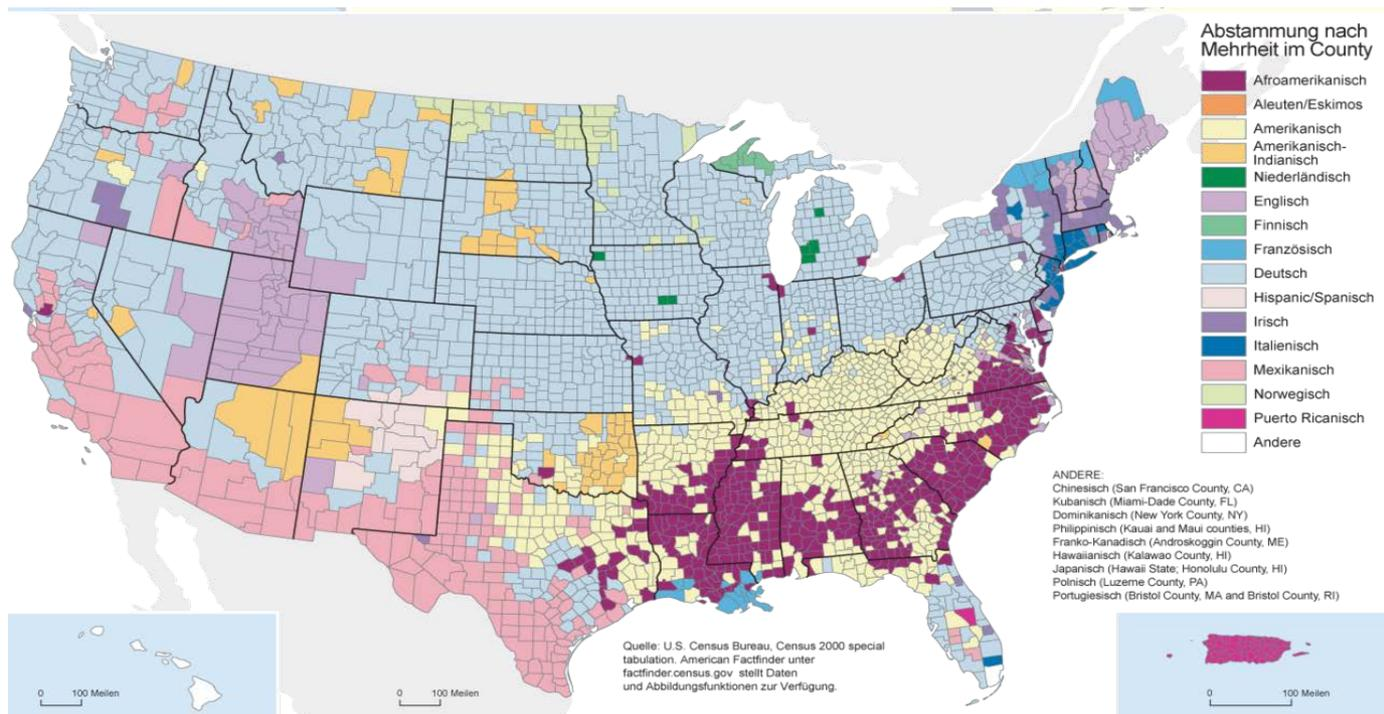 Abstammung nach
Mehrheit im County
Afroamerikanisch
Aleuten/Eskimos
Amerikanisch
Amerikanisch-
Indianisch
Niederländisch
Englisch
Finnisch
Französisch
Deutsch
Hispanic/Spanisch
Irisch
Italienisch
Mexikanisch
Norwegisch
Puerto Ricanisch
Andere
ANDERE:
Chinesisch (San Francisco County, CA)
Kubanisch (Miami-Dade County, FL)
Dominikanisch (New York County, NY)
Philippinisch (Kauai and Maui counties, HI)
Franko-Kanadisch (Androskoggin County, ME)
Hawaiianisch (Kalawao County, HI)
Japanisch (Hawaii State; Honolulu County, HI)
Polnisch (Luzerne County, PA)
Portugiesisch (Bristol County, MA and Bristol County, RI)
Quelle: U.S. Census Bureau, Census 2000 special
tabulation. American Factfinder unter
factfinder.census.gov stellt Daten
und Abbildungsfunktionen zur Verfügung.
0 100 Meilen
0 100 Meilen
0 100 Meilen